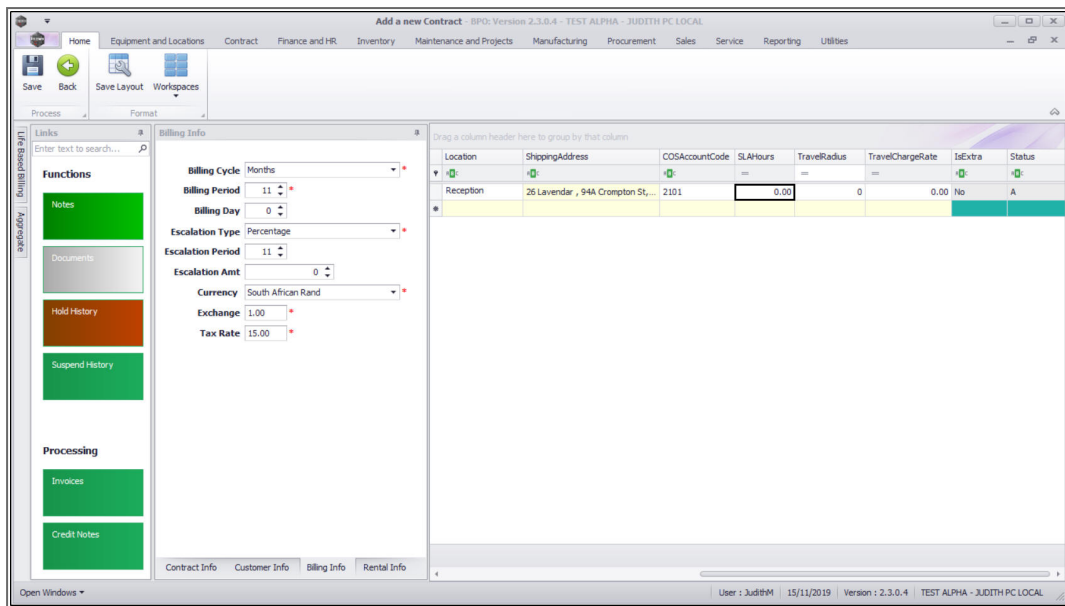 Add a new Contract - BPO: Version 2.3.0.4 - TEST ALPHA - JUDITH PC LOCAL
Home Equipment and Locations Contract Finance and HR Inventory Maintenance and Projects Manufacturing Procurement Sales Service Reporting Utilities
Save Back Save Layout Workspaces
Process Format
Life Based Billing
Aggregate
Links
Enter text to search...
Functions
Notes
Documents
Hold History
Suspend History
Processing
Invoices
Credit Notes
Billing Info
Billing Cycle Months *
Billing Period 11 *
Billing Day 0
Escalation Type Percentage *
Escalation Period 11
Escalation Amt 0
Currency South African Rand *
Exchange 1.00 *
Tax Rate 15.00 *
Contract Info Customer Info Billing Info Rental Info
Drag a column header here to group by that column
Location ShippingAddress COSAccountCode SLAHours TravelRadius TravelChargeRate IsExtra Status
= = =
Reception 26 Lavendar , 94A Crompton St,... 2101 0.00 0 0.00 No A
Open Windows
User : JudithM 15/11/2019 Version : 2.3.0.4 TEST ALPHA - JUDITH PC LOCAL